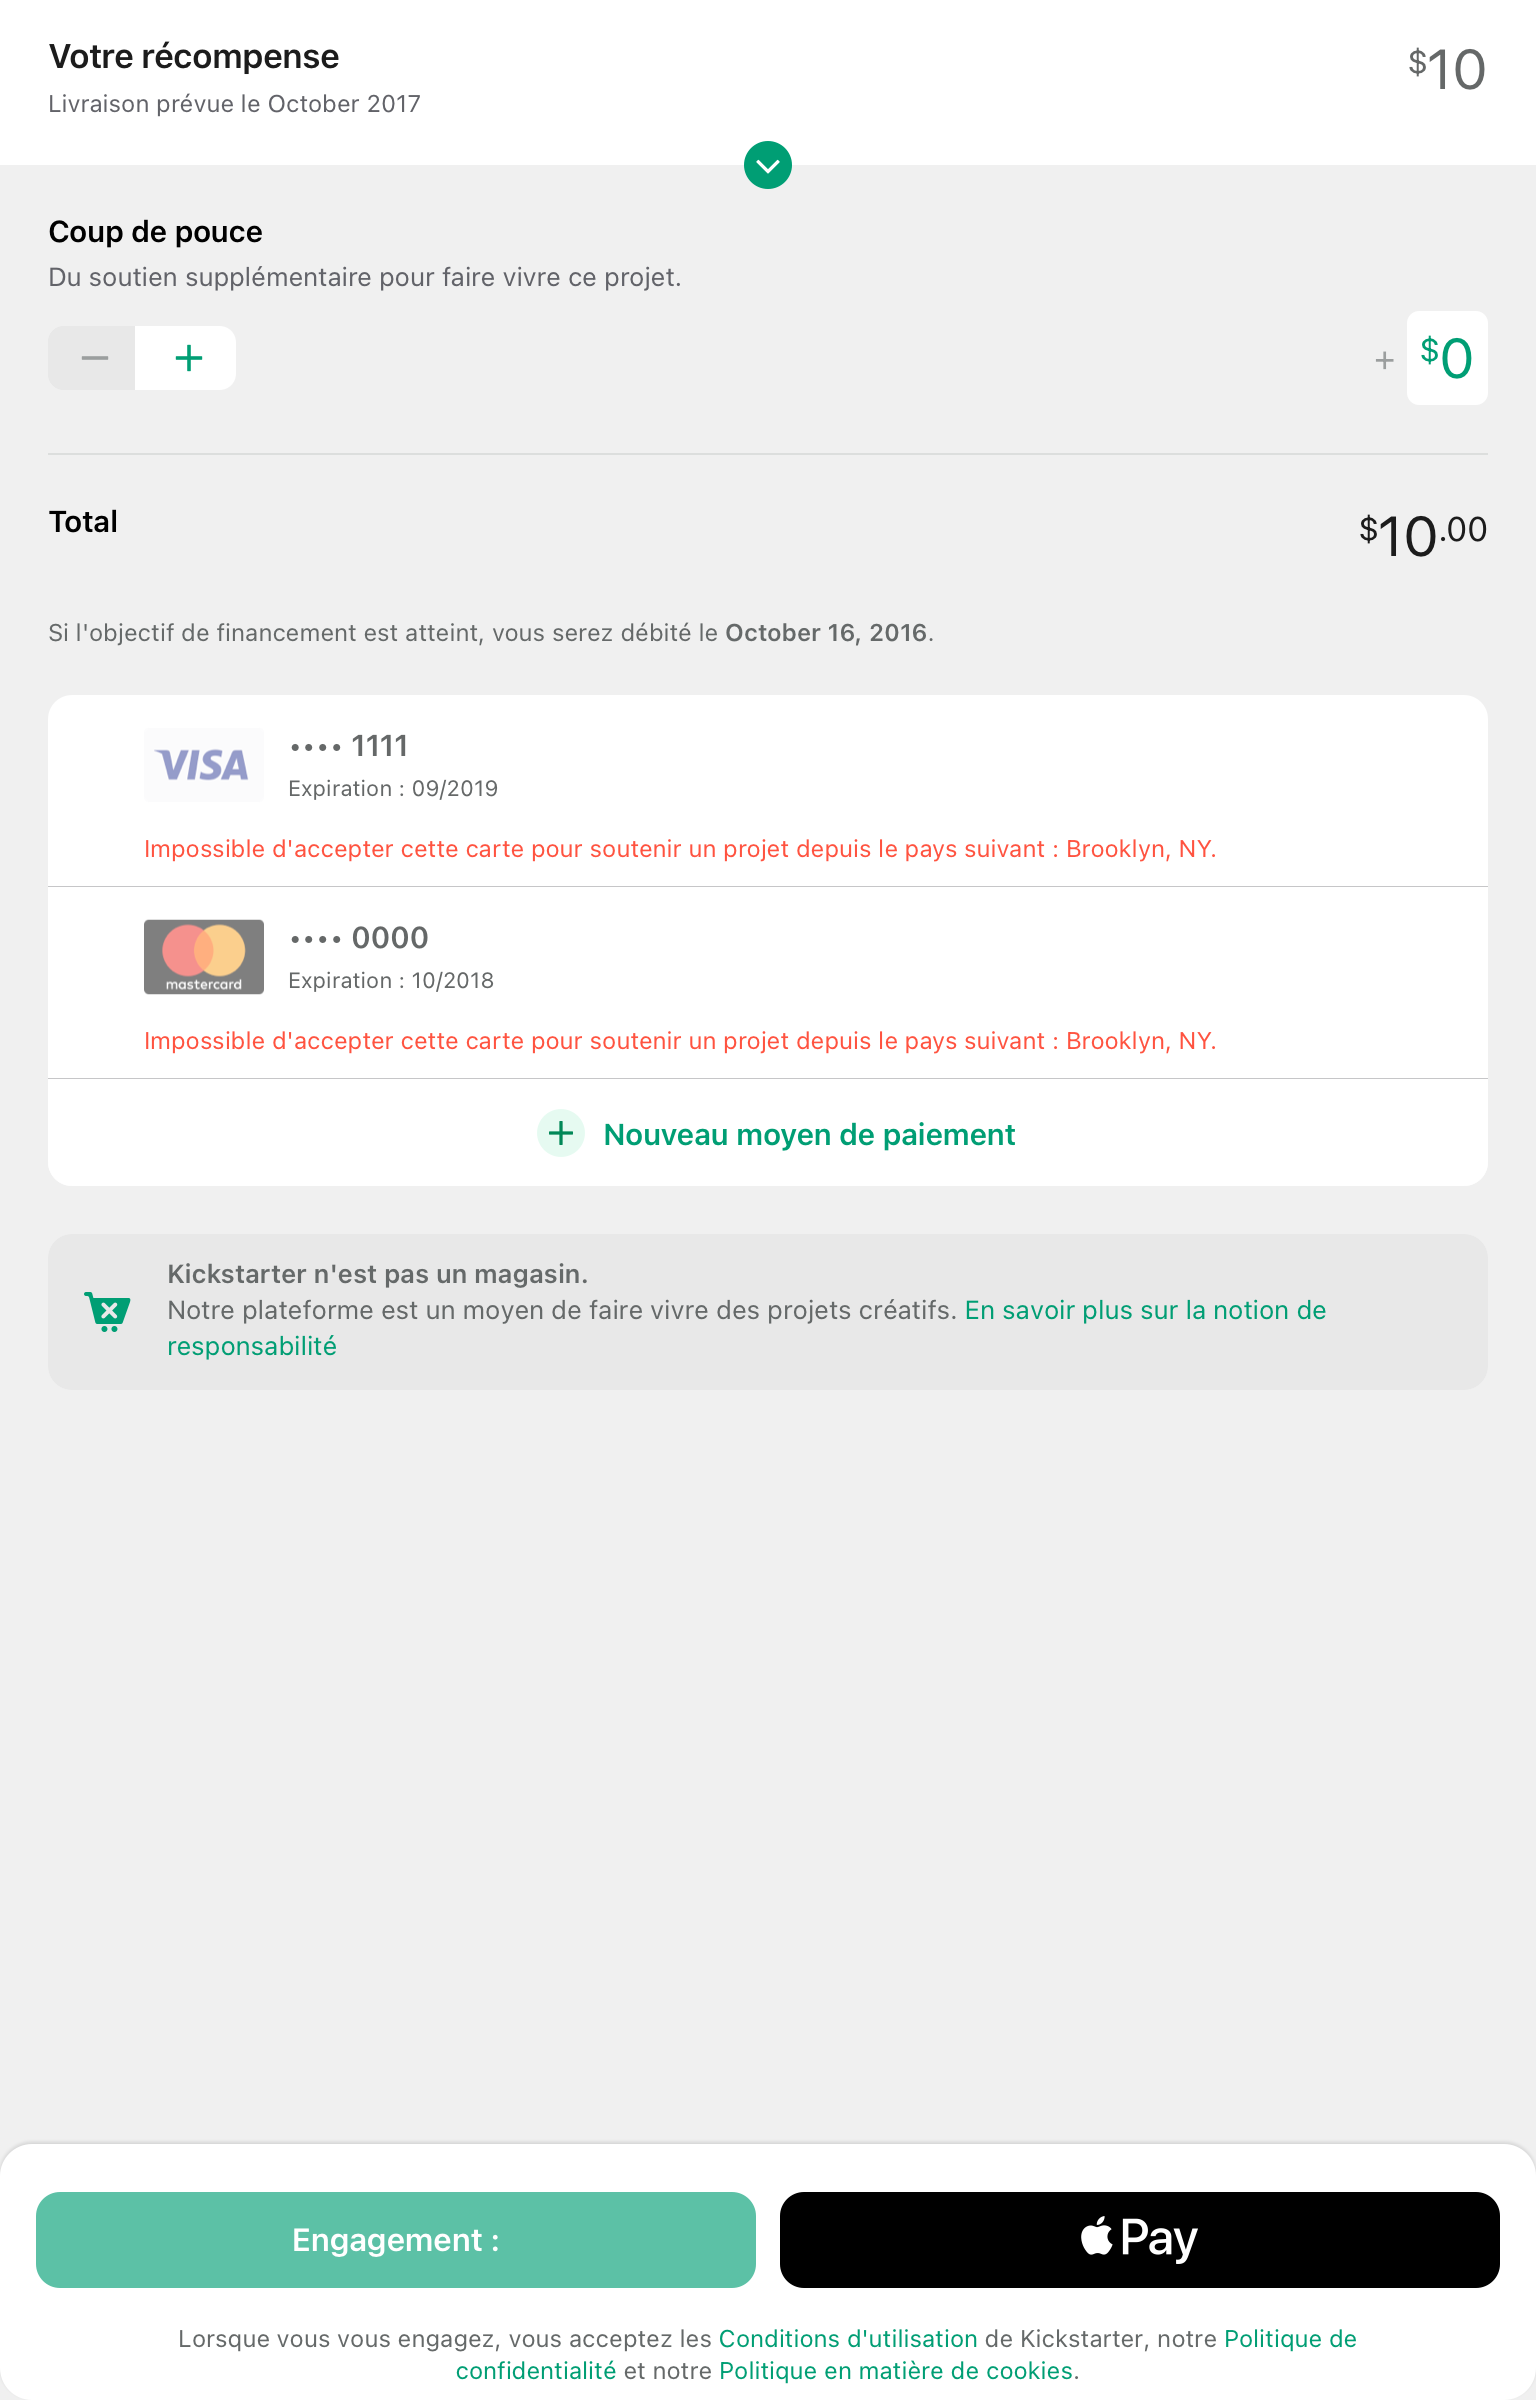 Votre récompense
$10
Livraison prévue le October 2017
Coup de pouce
Du soutien supplémentaire pour faire vivre ce projet.
− +
+ $0
Total
$10.00
Si l'objectif de financement est atteint, vous serez débité le October 16, 2016.
VISA
•••• 1111
Expiration : 09/2019
Impossible d'accepter cette carte pour soutenir un projet depuis le pays suivant : Brooklyn, NY.
mastercard
•••• 0000
Expiration : 10/2018
Impossible d'accepter cette carte pour soutenir un projet depuis le pays suivant : Brooklyn, NY.
+ Nouveau moyen de paiement
Kickstarter n'est pas un magasin.
Notre plateforme est un moyen de faire vivre des projets créatifs. En savoir plus sur la notion de
responsabilité
Engagement :
Pay
Lorsque vous vous engagez, vous acceptez les Conditions d'utilisation de Kickstarter, notre Politique de
confidentialité et notre Politique en matière de cookies.